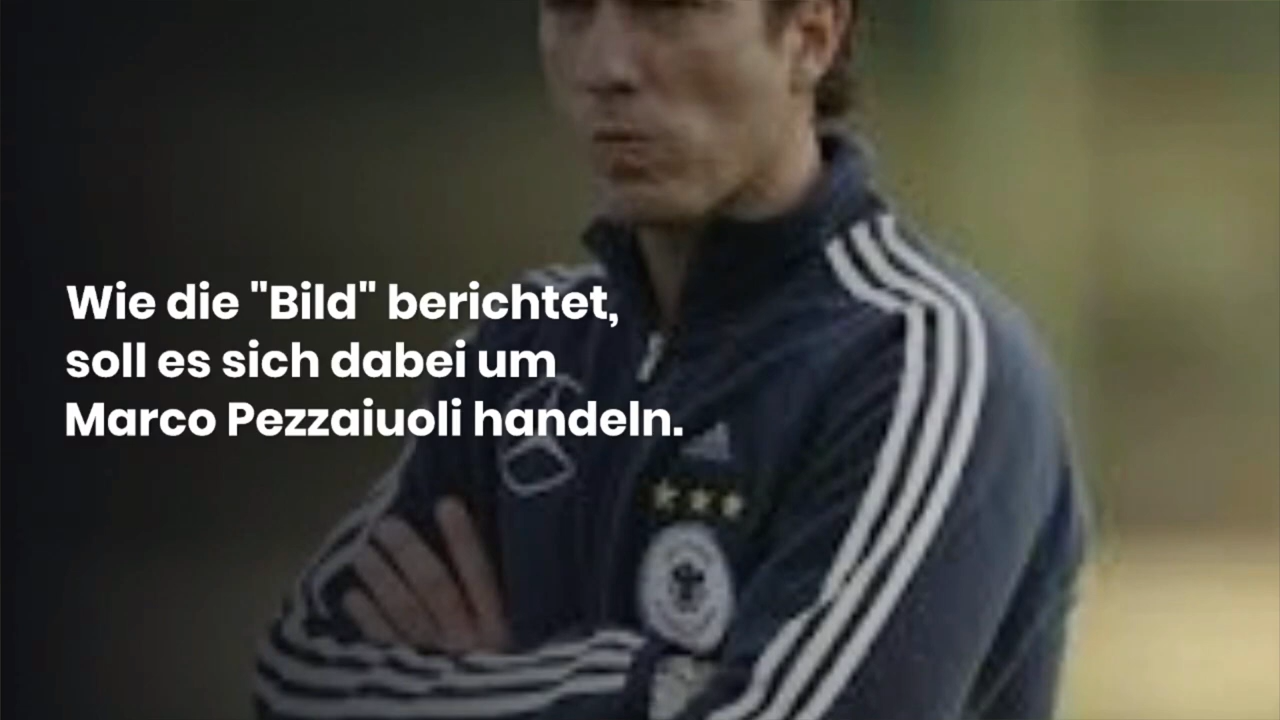 Wie die "Bild" berichtet,
soll es sich dabei um
Marco Pezzaiuoli handeln.